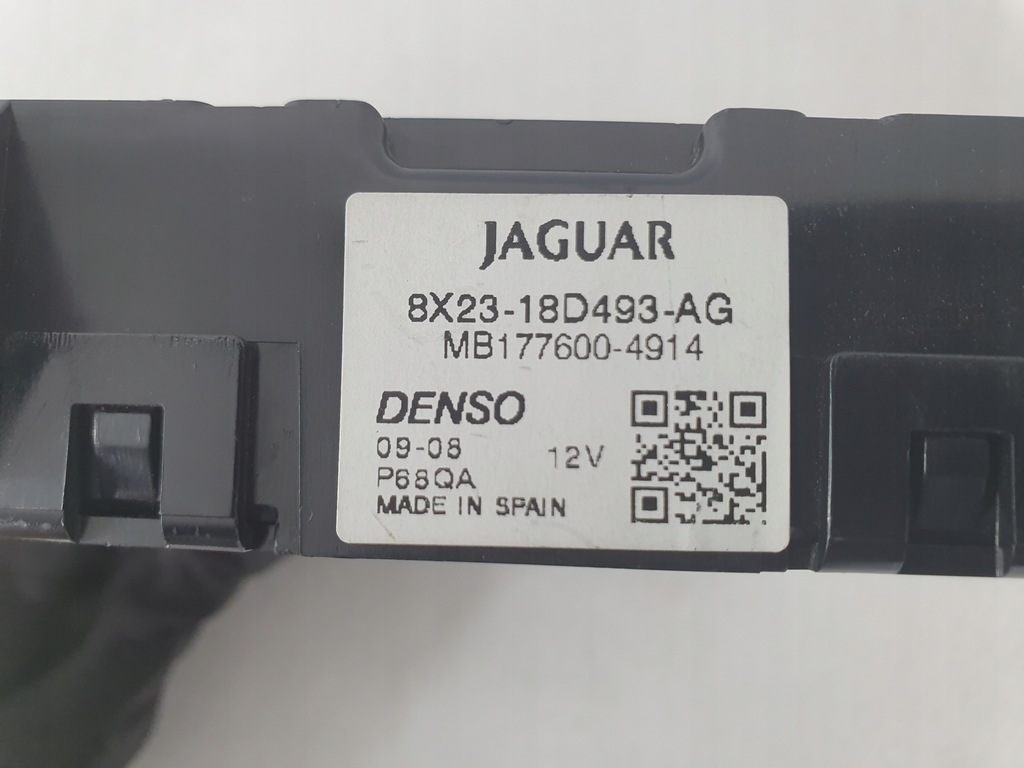 JAGUAR
8X23-18D493-AG
MB177600-4914
DENSO
09-08
12V
P68QA
MADE IN SPAIN